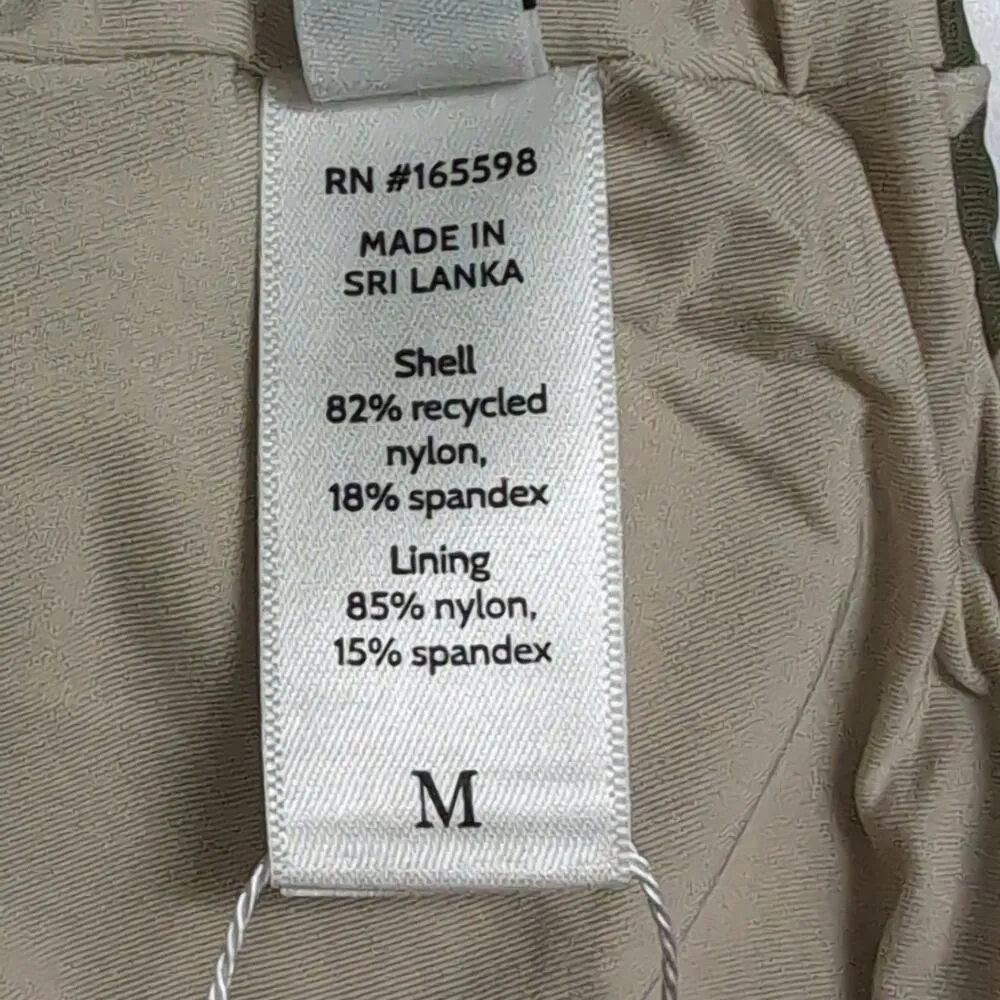 RN #165598
MADE IN
SRI LANKA
Shell
82% recycled
nylon,
18% spandex
Lining
85% nylon,
15% spandex
M